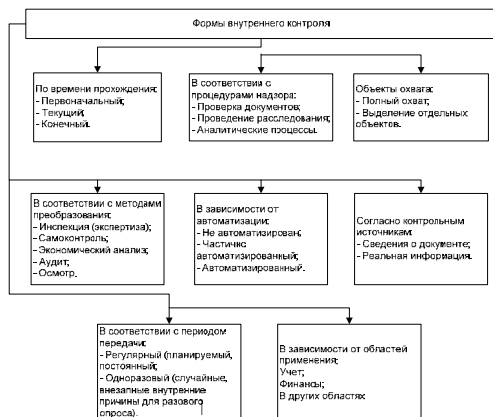 Формы внутреннего контроля
По времени прохождения:
- Первоначальный;
- Текущий;
- Конечный.
В соответствии с
процедурами надзора:
- Проверка документов;
- Проведение расследования;
- Аналитические процессы.
Объекты охвата:
- Полный охват;
- Выделение отдельных
объектов.
В соответствии с методами
преобразования:
- Инспекция (экспертиза);
- Самоконтроль;
- Экономический анализ;
- Аудит;
- Осмотр.
В зависимости от
автоматизации:
- Не автоматизирован;
- Частично
автоматизированный;
- Автоматизированный.
Согласно контрольным
источникам:
- Сведения о документе;
- Реальная информация.
В соответствии с периодом
передачи:
- Регулярный (планируемый,
постоянный;
- Одноразовый (случайные,
внезапные внутренние
причины для разового
опроса).
В зависимости от областей
применения:
Учет;
Финансы;
В других областях